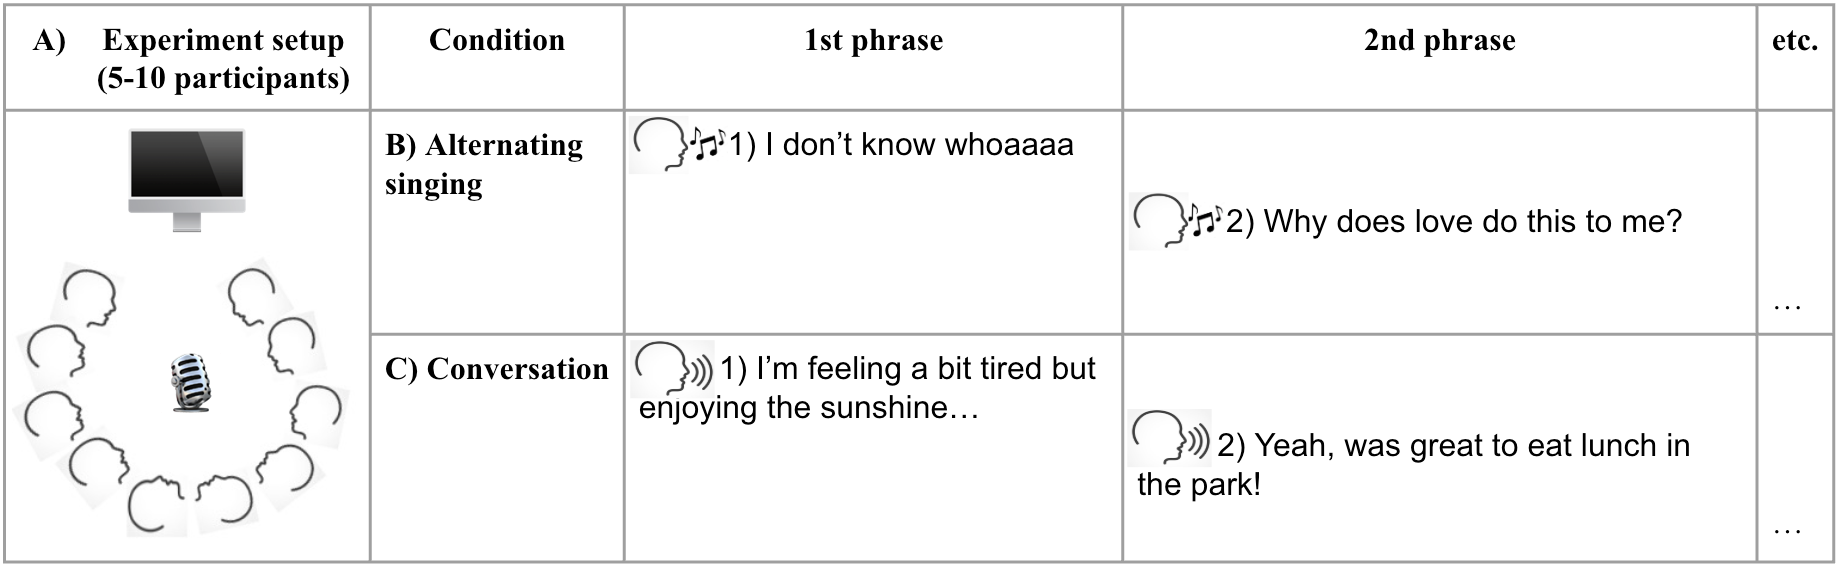 A) Experiment setup
(5-10 participants)
Condition
1st phrase
2nd phrase
etc.
B) Alternating
singing
1) I don’t know whoaaaa
2) Why does love do this to me?
…
C) Conversation
1) I’m feeling a bit tired but
enjoying the sunshine…
2) Yeah, was great to eat lunch in
the park!
…